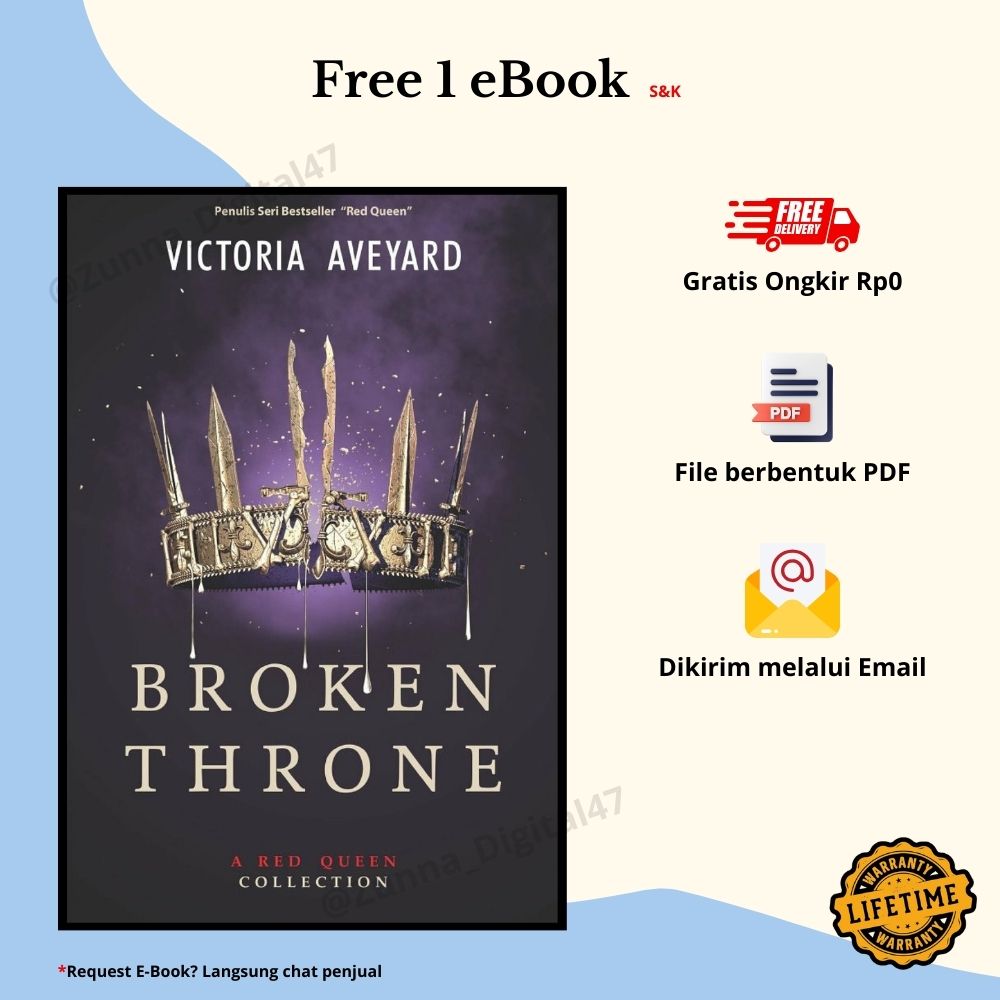 Free 1 eBook S&K
@Zunna_Digital47
Penulis Seri Bestseller “Red Queen”
VICTORIA AVEYARD
BROKEN
THRONE
A RED QUEEN
COLLECTION
@Zunna_Digital47
FREE
DELIVERY
Gratis Ongkir Rp0
PDF
File berbentuk PDF
@
Dikirim melalui Email
WARRANTY
LIFETIME
WARRANTY
*Request E-Book? Langsung chat penjual